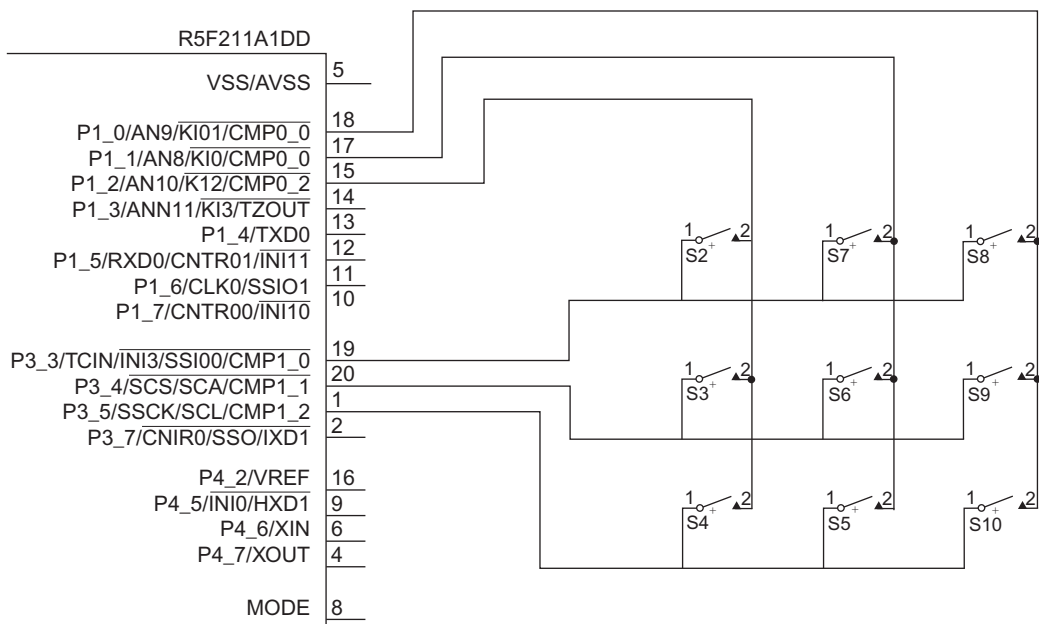 R5F211A1DD
VSS/AVSS 5
P1_0/AN9/KI01/CMP0_0 18
P1_1/AN8/KI0/CMP0_0 17
P1_2/AN10/K12/CMP0_2 15
P1_3/ANN11/KI3/TZOUT 14
P1_4/TXD0 13
P1_5/RXD0/CNTR01/INI11 12
P1_6/CLK0/SSIO1 11
P1_7/CNTR00/INI10 10
P3_3/TCIN/INI3/SSI00/CMP1_0 19
P3_4/SCS/SCA/CMP1_1 20
P3_5/SSCK/SCL/CMP1_2 1
P3_7/CNIR0/SSO/IXD1 2
P4_2/VREF 16
P4_5/INI0/HXD1 9
P4_6/XIN 6
P4_7/XOUT 4
MODE 8
1 + 2 1 + 2 1 + 2
S2 S7 S8
1 + 2 1 + 2 1 + 2
S3 S6 S9
1 + 2 1 + 2 1 + 2
S4 S5 S10